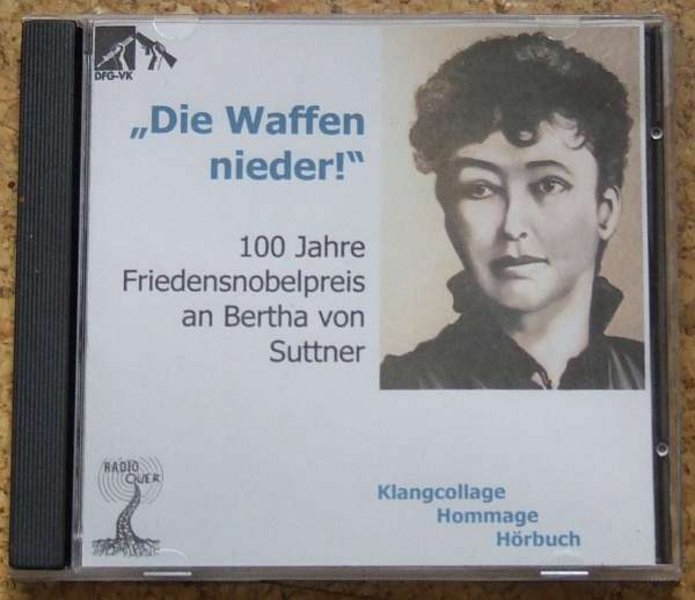 DFG-VK
„Die Waffen
nieder!“
100 Jahre
Friedensnobelpreis
an Bertha von
Suttner
RADIO
QUER
Klangcollage
Hommage
Hörbuch